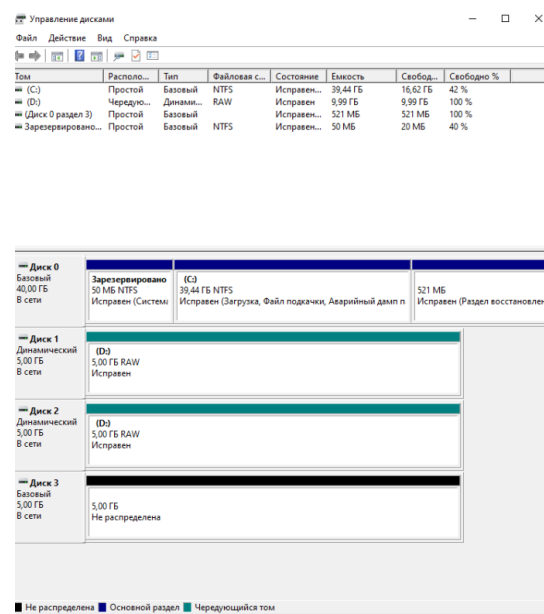 Управление дисками
Файл Действие Вид Справка
Том Располо... Тип Файловая с... Состояние Емкость Свобод... Свободно %
(C:) Простой Базовый NTFS Исправен... 39,44 ГБ 16,62 ГБ 42 %
(D:) Чередую... Динами... RAW Исправен 9,99 ГБ 9,99 ГБ 100 %
(Диск 0 раздел 3) Простой Базовый Исправен... 521 МБ 521 МБ 100 %
Зарезервировано... Простой Базовый NTFS Исправен... 50 МБ 20 МБ 40 %
Диск 0
Базовый
40,00 ГБ
В сети
Зарезервировано
50 МБ NTFS
Исправен (Система
(C:)
39,44 ГБ NTFS
Исправен (Загрузка, Файл подкачки, Аварийный дамп п
521 МБ
Исправен (Раздел восстановлен
Диск 1
Динамический
5,00 ГБ
В сети
(D:)
5,00 ГБ RAW
Исправен
Диск 2
Динамический
5,00 ГБ
В сети
(D:)
5,00 ГБ RAW
Исправен
Диск 3
Базовый
5,00 ГБ
В сети
5,00 ГБ
Не распределена
Не распределена Основной раздел Чередующийся том